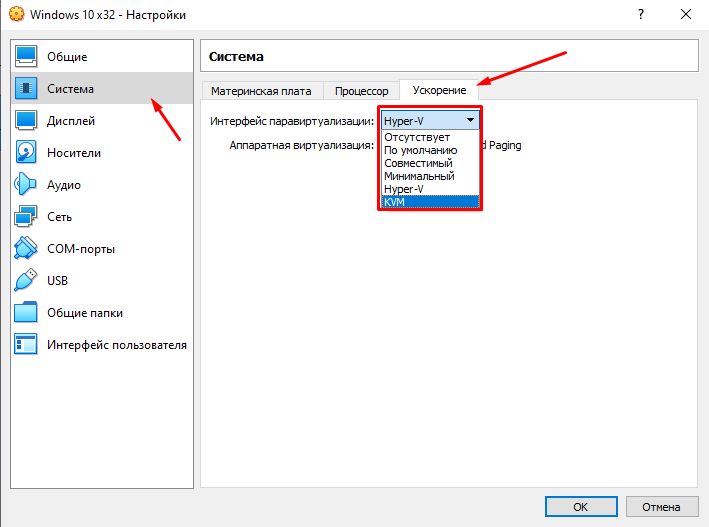 Windows 10 x32 - Настройки
?
Общие
Система
Дисплей
Носители
Аудио
Сеть
COM-порты
USB
Общие папки
Интерфейс пользователя
Система
Материнская плата Процессор Ускорение
Интерфейс паравиртуализации: Hyper-V
Аппаратная виртуализация: Paging
Отсутствует
По умолчанию
Совместимый
Минимальный
Hyper-V
KVM
OK Отмена